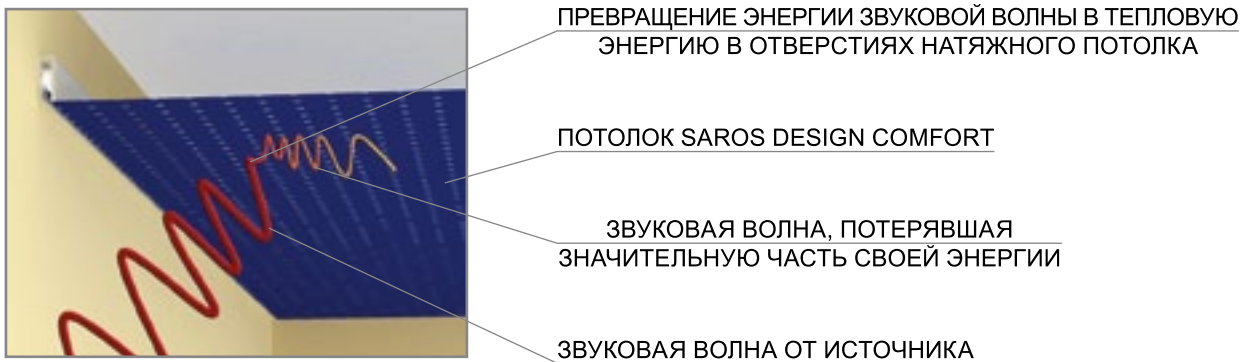 ПРЕВРАЩЕНИЕ ЭНЕРГИИ ЗВУКОВОЙ ВОЛНЫ В ТЕПЛОВУЮ
ЭНЕРГИЮ В ОТВЕРСТИЯХ НАТЯЖНОГО ПОТОЛКА
ПОТОЛОК SAROS DESIGN COMFORT
ЗВУКОВАЯ ВОЛНА, ПОТЕРЯВШАЯ
ЗНАЧИТЕЛЬНУЮ ЧАСТЬ СВОЕЙ ЭНЕРГИИ
ЗВУКОВАЯ ВОЛНА ОТ ИСТОЧНИКА